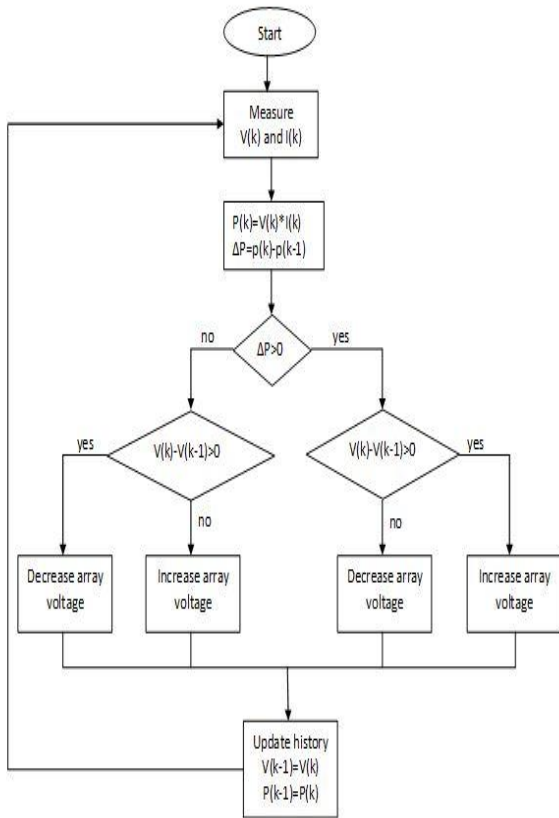 Start
Measure
V(k) and I(k)
P(k)=V(k)*I(k)
ΔP=p(k)-p(k-1)
no
ΔP>0
yes
yes
V(k)-V(k-1)>0
V(k)-V(k-1)>0
yes
no
no
Decrease array
voltage
Increase array
voltage
Decrease array
voltage
Increase array
voltage
Update history
V(k-1)=V(k)
P(k-1)=P(k)